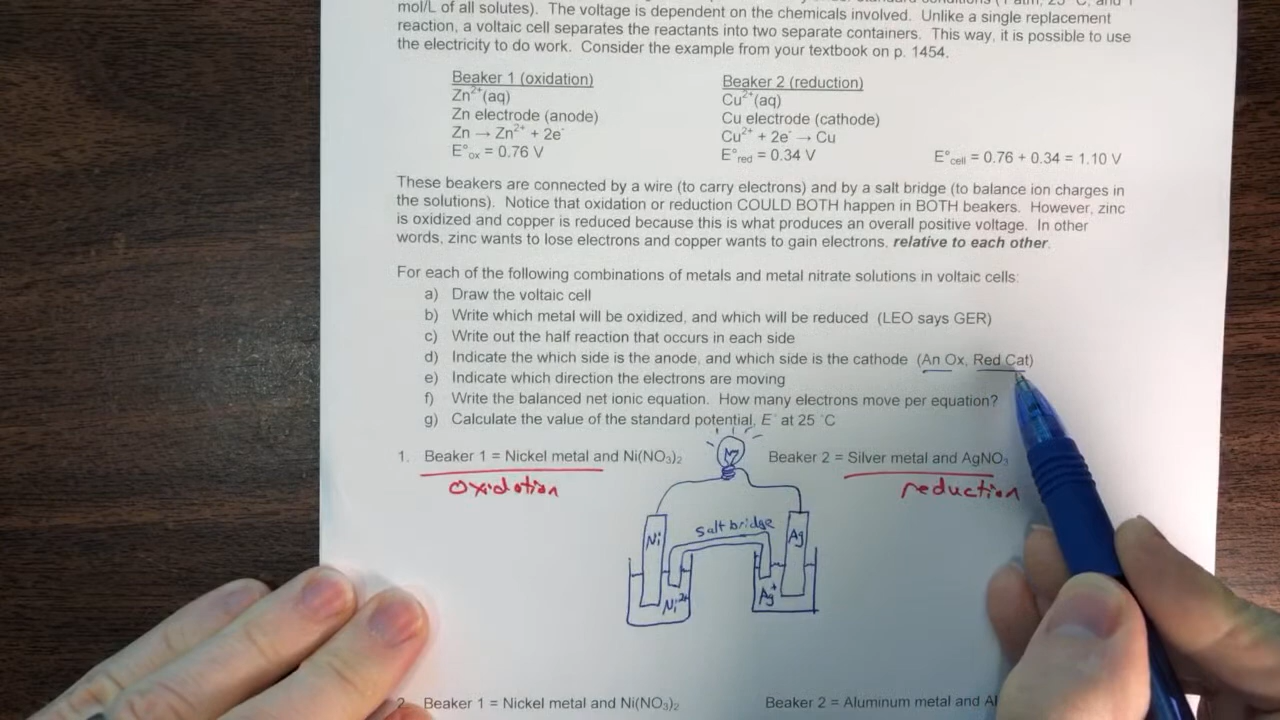 mol/L of all solutes). The voltage is dependent on the chemicals involved. Unlike a single replacement
reaction, a voltaic cell separates the reactants into two separate containers. This way, it is possible to use
the electricity to do work. Consider the example from your textbook on p. 1454.
Beaker 1 (oxidation) Beaker 2 (reduction)
Zn²⁺(aq) Cu²⁺(aq)
Zn electrode (anode) Cu electrode (cathode)
Zn → Zn²⁺ + 2e⁻ Cu²⁺ + 2e⁻ → Cu
E°ox = 0.76 V E°red = 0.34 V E°cell = 0.76 + 0.34 = 1.10 V
These beakers are connected by a wire (to carry electrons) and by a salt bridge (to balance ion charges in
the solutions). Notice that oxidation or reduction COULD BOTH happen in BOTH beakers. However, zinc
is oxidized and copper is reduced because this is what produces an overall positive voltage. In other
words, zinc wants to lose electrons and copper wants to gain electrons, relative to each other.
For each of the following combinations of metals and metal nitrate solutions in voltaic cells:
a) Draw the voltaic cell
b) Write which metal will be oxidized, and which will be reduced (LEO says GER)
c) Write out the half reaction that occurs in each side
d) Indicate the which side is the anode, and which side is the cathode (An Ox, Red Cat)
e) Indicate which direction the electrons are moving
f) Write the balanced net ionic equation. How many electrons move per equation?
g) Calculate the value of the standard potential, E° at 25 °C
1. Beaker 1 = Nickel metal and Ni(NO₃)₂ Beaker 2 = Silver metal and AgNO₃
oxidation reduction
Salt bridge
Ni Ag
Ni²⁺ Ag⁺
2. Beaker 1 = Nickel metal and Ni(NO₃)₂ Beaker 2 = Aluminum metal and Al